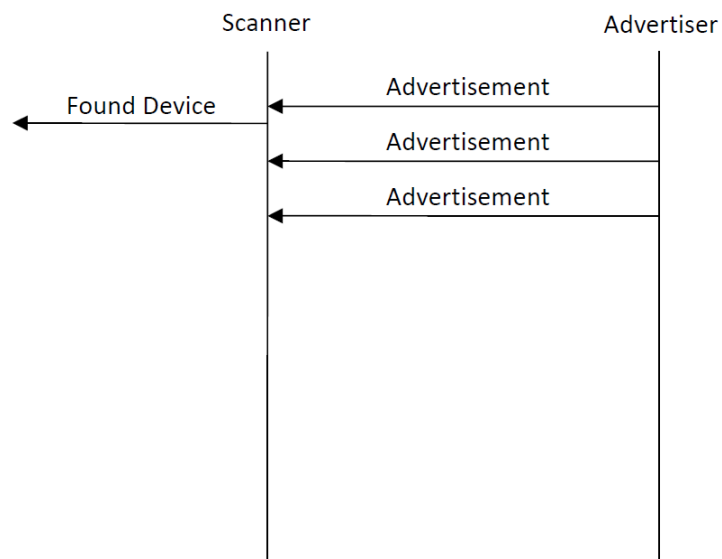 Scanner
Advertiser
Advertisement
Found Device
Advertisement
Advertisement